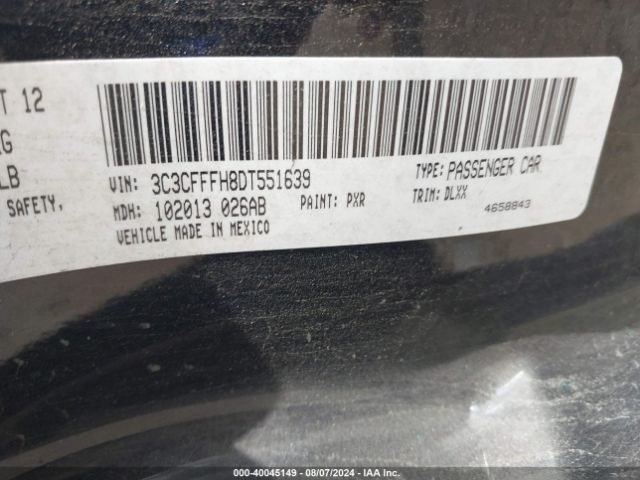 T 12
G
LB
SAFETY,
VIN: 3C3CFFFH8DT551639
TYPE: PASSENGER CAR
MDH: 102013 026AB
PAINT: PXR
TRIM: DLXX
VEHICLE MADE IN MEXICO
4658843
000-40045149 - 08/07/2024 - IAA Inc.